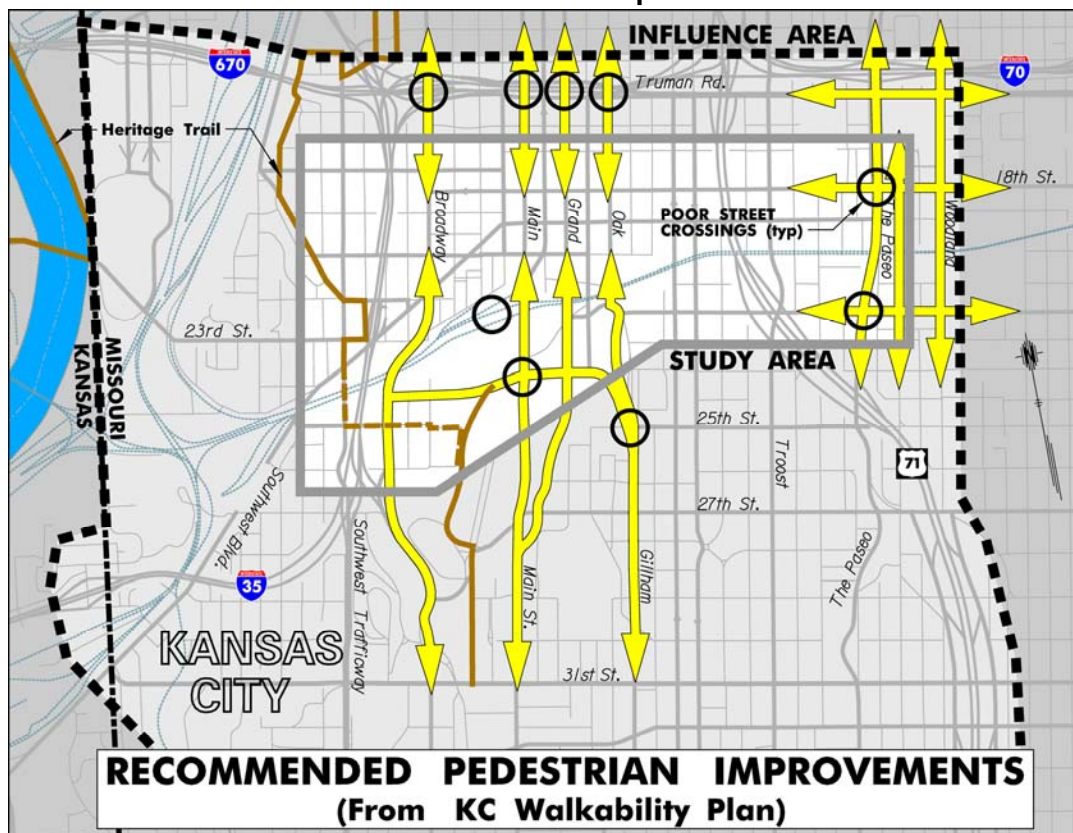 INFLUENCE AREA
INTERSTATE
670
INTERSTATE
70
Truman Rd.
Heritage Trail
18th St.
Broadway
Main
Grand
Oak
POOR STREET
CROSSINGS (typ)
The Paseo
Woodland
23rd St.
MISSOURI
KANSAS
STUDY AREA
N
25th St.
Troost
71
Southwest Blvd.
27th St.
Southwest Trafficway
Main St.
Gillham
The Paseo
35
KANSAS
CITY
31st St.
RECOMMENDED PEDESTRIAN IMPROVEMENTS
(From KC Walkability Plan)